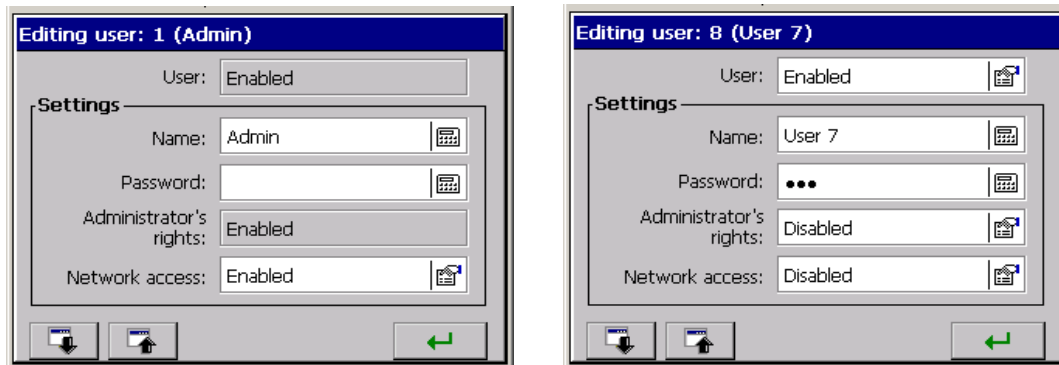 Editing user: 1 (Admin)
User: Enabled
Settings
Name: Admin
Password:
Administrator's
rights: Enabled
Network access: Enabled
Editing user: 8 (User 7)
User: Enabled
Settings
Name: User 7
Password: •••
Administrator's
rights: Disabled
Network access: Disabled